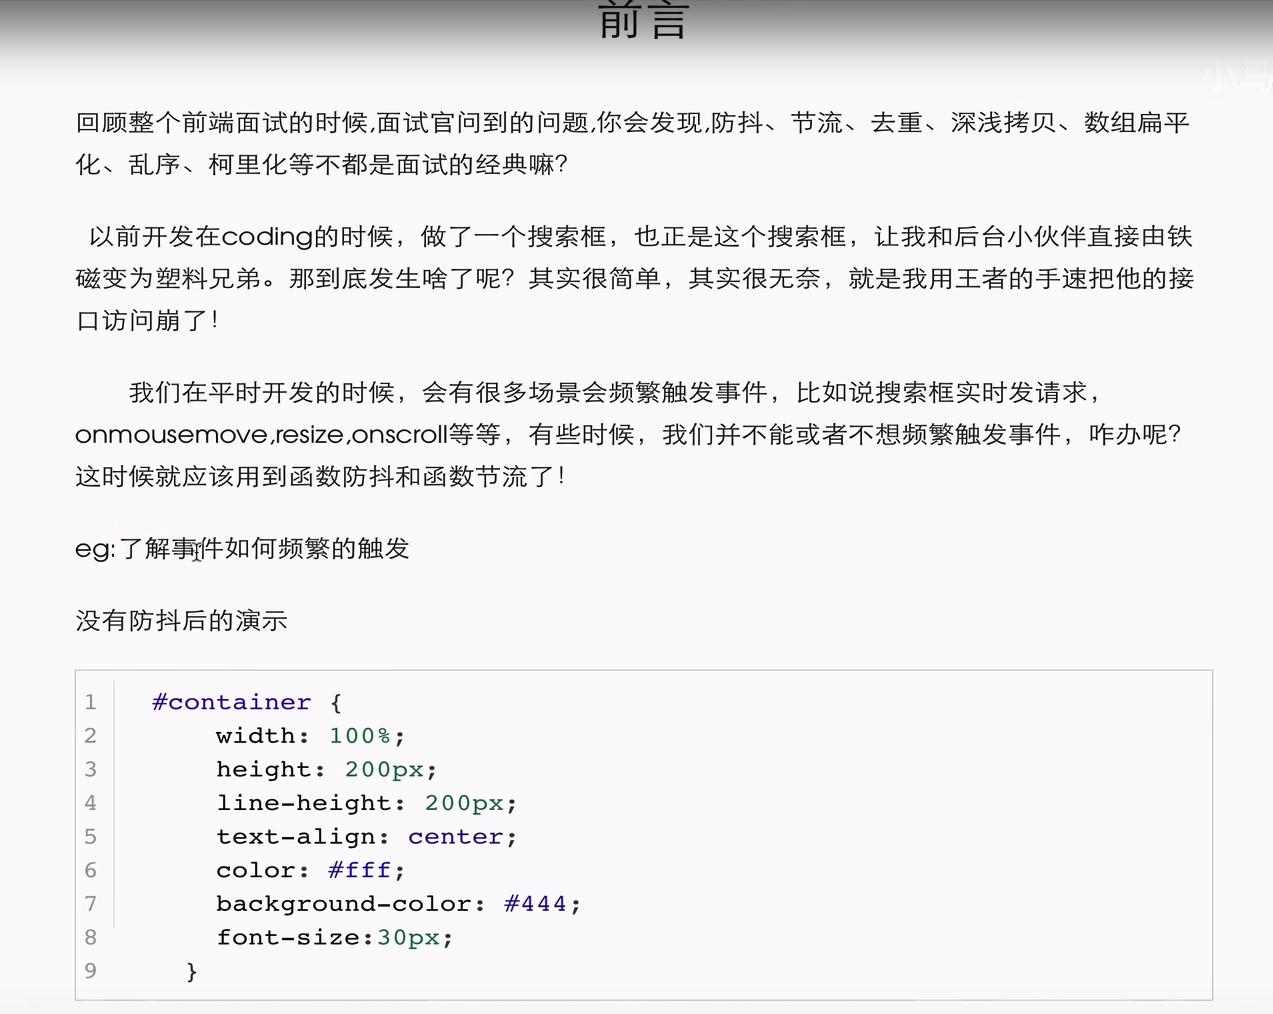 前言
回顾整个前端面试的时候,面试官问到的问题,你会发现,防抖、节流、去重、深浅拷贝、数组扁平
化、乱序、柯里化等不都是面试的经典嘛？
以前开发在coding的时候，做了一个搜索框，也正是这个搜索框，让我和后台小伙伴直接由铁
磁变为塑料兄弟。那到底发生啥了呢？其实很简单，其实很无奈，就是我用王者的手速把他的接
口访问崩了！
我们在平时开发的时候，会有很多场景会频繁触发事件，比如说搜索框实时发请求，
onmousemove,resize,onscroll等等，有些时候，我们并不能或者不想频繁触发事件，咋办呢？
这时候就应该用到函数防抖和函数节流了！
eg:了解事件如何频繁的触发
没有防抖后的演示
1 #container {
2 width: 100%;
3 height: 200px;
4 line-height: 200px;
5 text-align: center;
6 color: #fff;
7 background-color: #444;
8 font-size:30px;
9 }